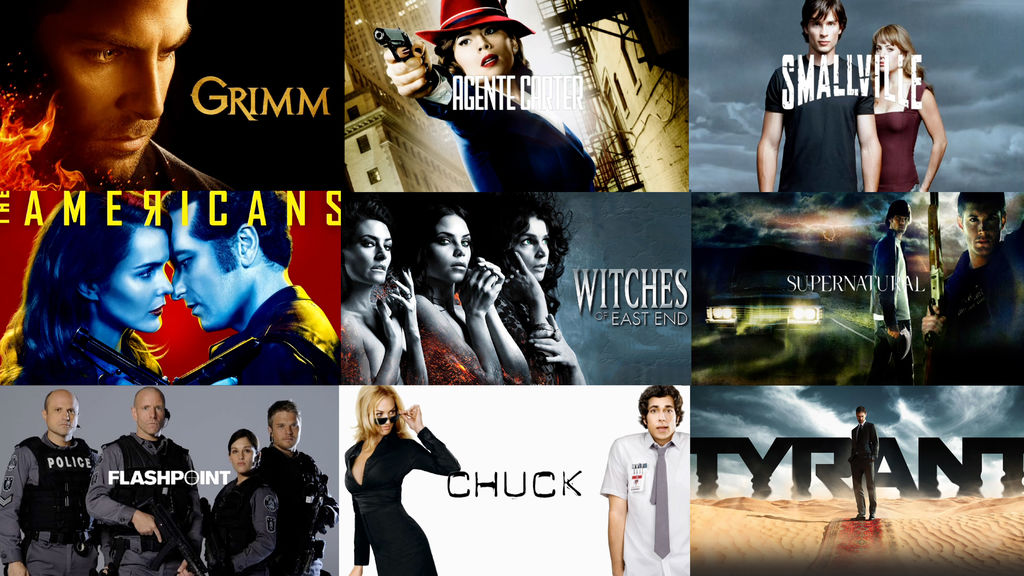 GRIMM
AGENTE CARTER
SMALLVILLE
THE AMERICANS
WITCHES
OF EAST END
SUPERNATURAL
POLICE
FLASHPOINT
CHUCK
TYRANT